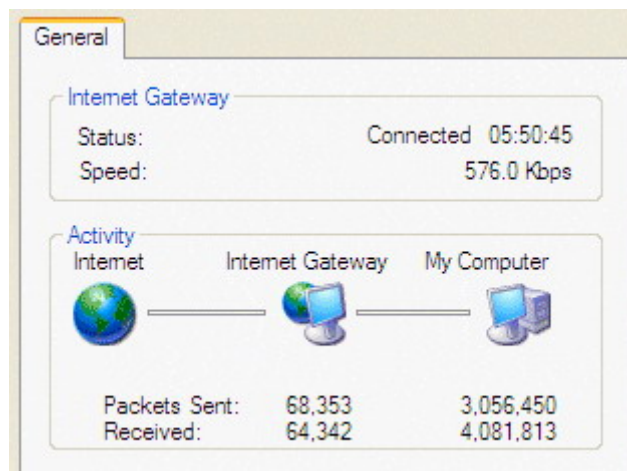 General
Internet Gateway
Status: Connected 05:50:45
Speed: 576.0 Kbps
Activity
Internet Internet Gateway My Computer
Packets Sent: 68,353 3,056,450
Received: 64,342 4,081,813